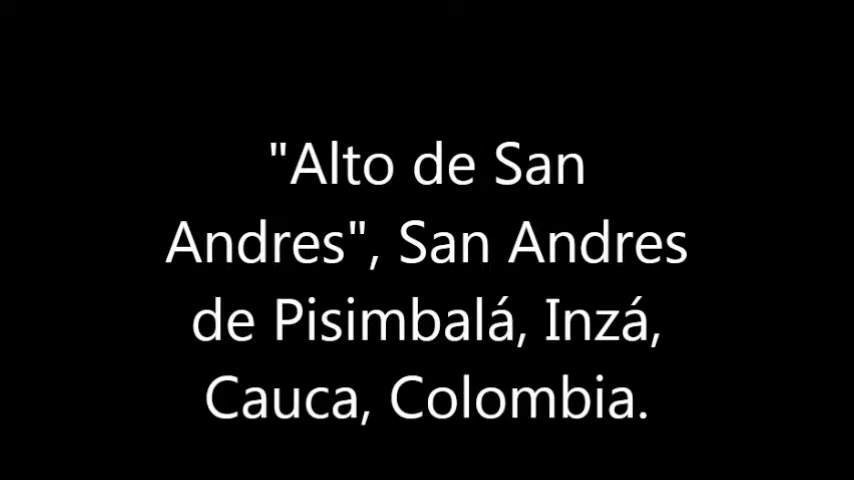 "Alto de San
Andres", San Andres
de Pisimbalá, Inzá,
Cauca, Colombia.